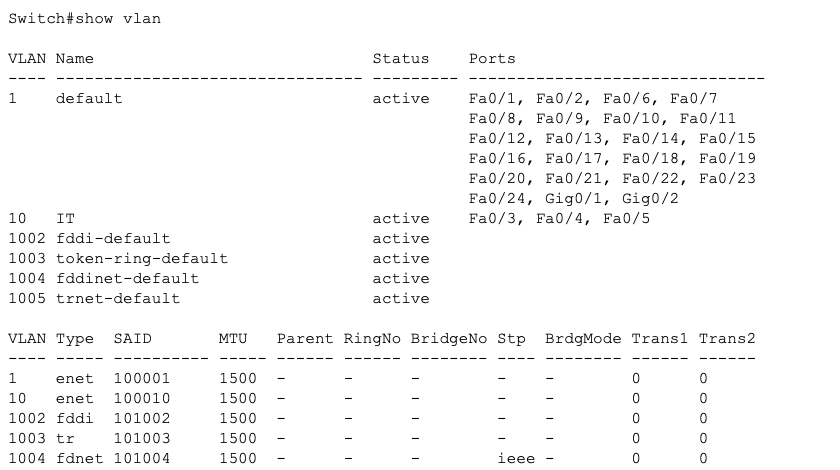 Switch#show vlan

VLAN Name                             Status    Ports
---- -------------------------------- --------- -------------------------------
1    default                          active    Fa0/1, Fa0/2, Fa0/6, Fa0/7
                                                Fa0/8, Fa0/9, Fa0/10, Fa0/11
                                                Fa0/12, Fa0/13, Fa0/14, Fa0/15
                                                Fa0/16, Fa0/17, Fa0/18, Fa0/19
                                                Fa0/20, Fa0/21, Fa0/22, Fa0/23
                                                Fa0/24, Gig0/1, Gig0/2
10   IT                               active    Fa0/3, Fa0/4, Fa0/5
1002 fddi-default                     active
1003 token-ring-default               active
1004 fddinet-default                  active
1005 trnet-default                    active

VLAN Type  SAID       MTU   Parent RingNo BridgeNo Stp  BrdgMode Trans1 Trans2
---- ----- ---------- ----- ------ ------ -------- ---- -------- ------ ------
1    enet  100001     1500  -      -      -        -    -        0      0
10   enet  100010     1500  -      -      -        -    -        0      0
1002 fddi  101002     1500  -      -      -        -    -        0      0
1003 tr    101003     1500  -      -      -        -    -        0      0
1004 fdnet 101004     1500  -      -      -        ieee -        0      0